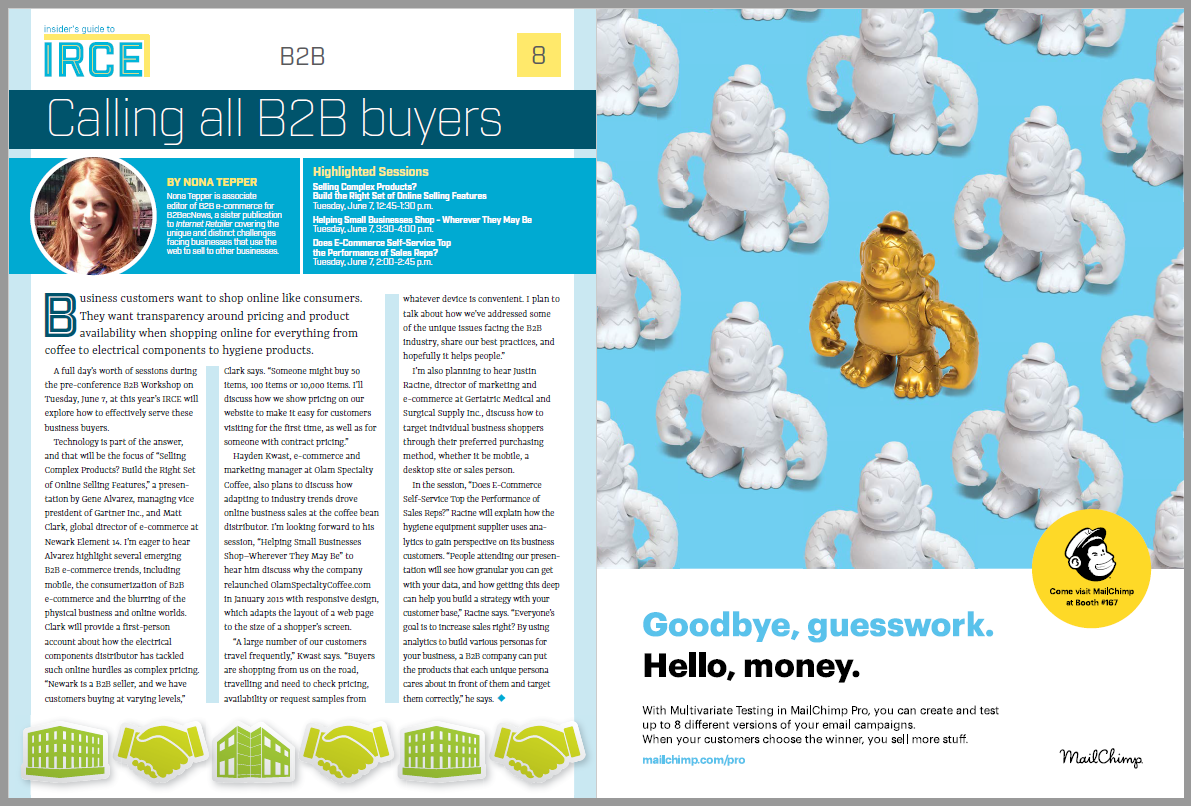 insider's guide to
IRCE
B2B
8
Calling all B2B buyers
BY NONA TEPPER
Nona Tepper is associate
editor of B2B e-commerce for
B2BecNews, a sister publication
to Internet Retailer covering the
unique and distinct challenges
facing businesses that use the
web to sell to other businesses.
Highlighted Sessions
Selling Complex Products?
Build the Right Set of Online Selling Features
Tuesday, June 7, 12:45-1:30 p.m.
Helping Small Businesses Shop - Wherever They May Be
Tuesday, June 7, 3:30-4:00 p.m.
Does E-Commerce Self-Service Top
the Performance of Sales Reps?
Tuesday, June 7, 2:00-2:45 p.m.
Business customers want to shop online like consumers.
They want transparency around pricing and product
availability when shopping online for everything from
coffee to electrical components to hygiene products.
A full day's worth of sessions during
the pre-conference B2B Workshop on
Tuesday, June 7, at this year's IRCE will
explore how to effectively serve these
business buyers.
Technology is part of the answer,
and that will be the focus of “Selling
Complex Products? Build the Right Set
of Online Selling Features,” a presen-
tation by Gene Alvarez, managing vice
president of Gartner Inc., and Matt
Clark, global director of e-commerce at
Newark Element 14. I'm eager to hear
Alvarez highlight several emerging
B2B e-commerce trends, including
mobile, the consumerization of B2B
e-commerce and the blurring of the
physical business and online worlds.
Clark will provide a first-person
account about how the electrical
components distributor has tackled
such online hurdles as complex pricing.
“Newark is a B2B seller, and we have
customers buying at varying levels,”
Clark says. “Someone might buy 50
items, 100 items or 10,000 items. I'll
discuss how we show pricing on our
website to make it easy for customers
visiting for the first time, as well as for
someone with contract pricing.”
Hayden Kwast, e-commerce and
marketing manager at Olam Specialty
Coffee, also plans to discuss how
adapting to industry trends drove
online business sales at the coffee bean
distributor. I'm looking forward to his
session, “Helping Small Businesses
Shop—Wherever They May Be” to
hear him discuss why the company
relaunched OlamSpecialtyCoffee.com
in January 2015 with responsive design,
which adapts the layout of a web page
to the size of a shopper's screen.
“A large number of our customers
travel frequently,” Kwast says. “Buyers
are shopping from us on the road,
travelling and need to check pricing,
availability or request samples from
whatever device is convenient. I plan to
talk about how we've addressed some
of the unique issues facing the B2B
industry, share our best practices, and
hopefully it helps people.”
I'm also planning to hear Justin
Racine, director of marketing and
e-commerce at Geriatric Medical and
Surgical Supply Inc., discuss how to
target individual business shoppers
through their preferred purchasing
method, whether it be mobile, a
desktop site or sales person.
In the session, “Does E-Commerce
Self-Service Top the Performance of
Sales Reps?” Racine will explain how the
hygiene equipment supplier uses ana-
lytics to gain perspective on its business
customers. “People attending our presen-
tation will see how granular you can get
with your data, and how getting this deep
can help you build a strategy with your
customer base,” Racine says. “Everyone's
goal is to increase sales right? By using
analytics to build various personas for
your business, a B2B company can put
the products that each unique persona
cares about in front of them and target
them correctly,” he says.
Come visit MailChimp
at Booth #167
Goodbye, guesswork.
Hello, money.
With Multivariate Testing in MailChimp Pro, you can create and test
up to 8 different versions of your email campaigns.
When your customers choose the winner, you sell more stuff.
mailchimp.com/pro
MailChimp